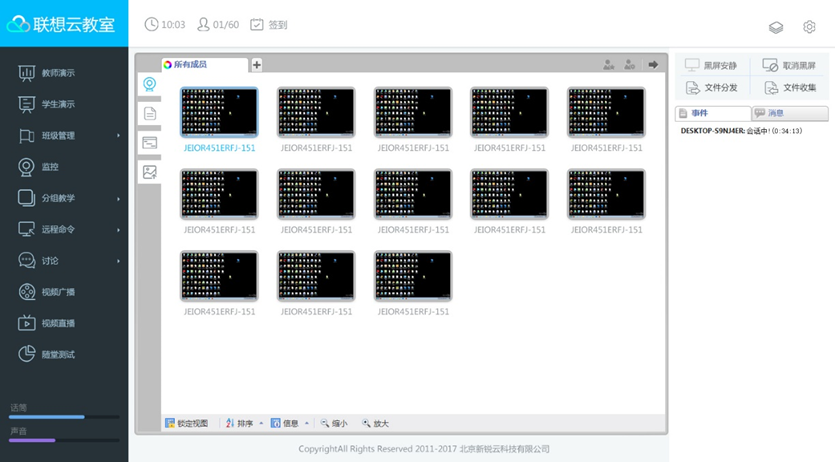 联想云教室
10:03
01/60
签到
教师演示
学生演示
班级管理
监控
分组教学
远程命令
讨论
视频广播
视频直播
随堂测试
话筒
声音
所有成员
JEIOR451ERFJ-151
JEIOR451ERFJ-151
JEIOR451ERFJ-151
JEIOR451ERFJ-151
JEIOR451ERFJ-151
JEIOR451ERFJ-151
JEIOR451ERFJ-151
JEIOR451ERFJ-151
JEIOR451ERFJ-151
JEIOR451ERFJ-151
JEIOR451ERFJ-151
JEIOR451ERFJ-151
JEIOR451ERFJ-151
锁定视图 排序 信息 缩小 放大
黑屏安静 取消黑屏
文件分发 文件收集
事件 消息
DESKTOP-S9NJ4ER: 会话中! (0:34:13)
CopyrightAll Rights Reserved 2011-2017 北京新锐云科技有限公司